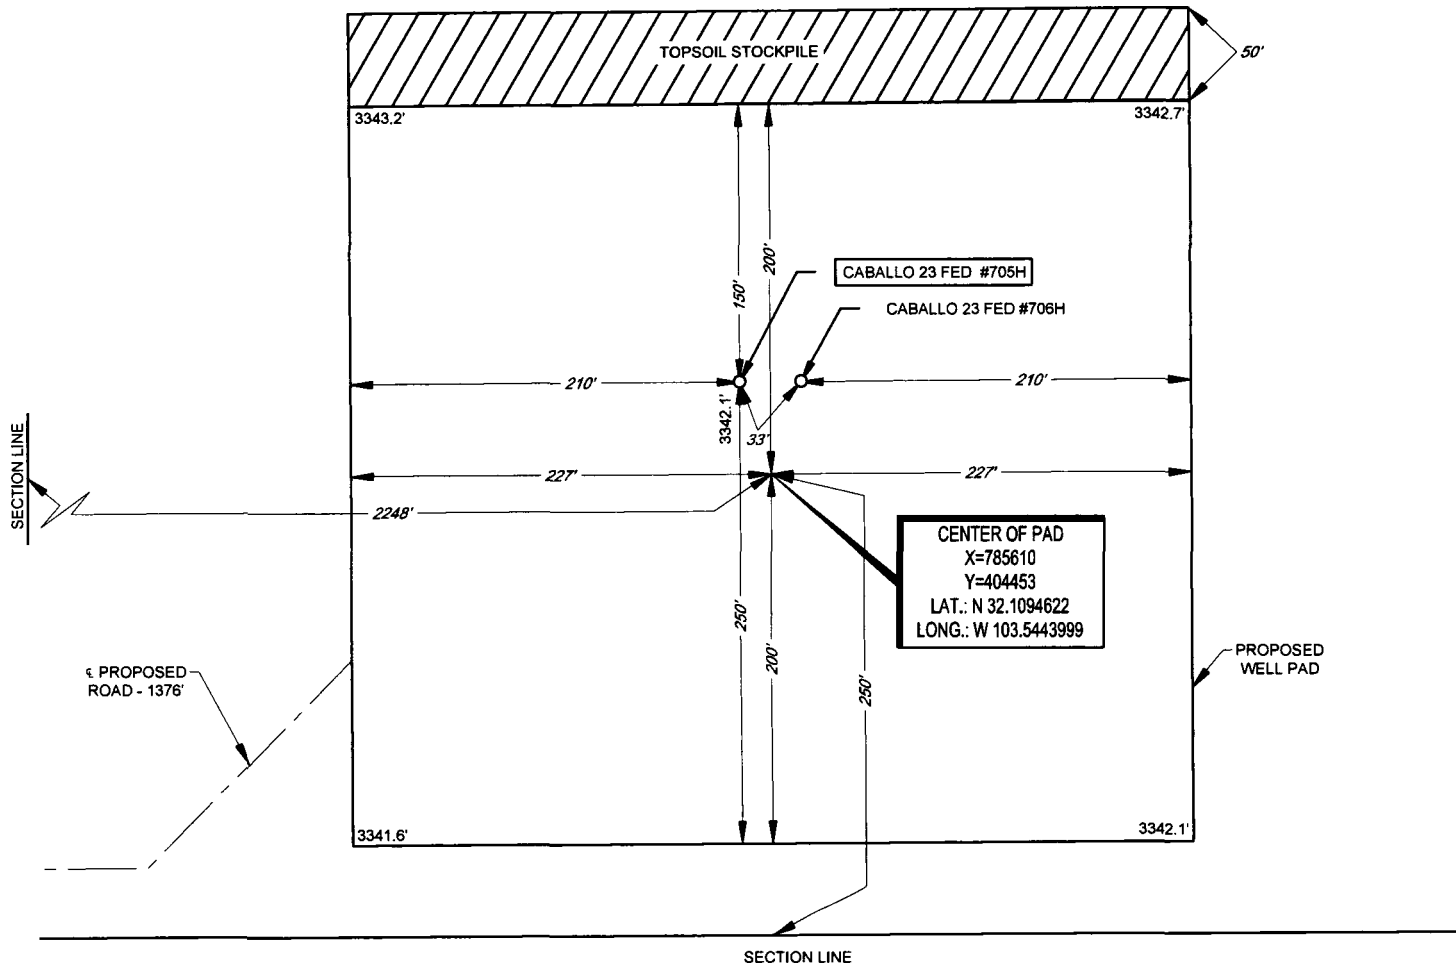 TOPSOIL STOCKPILE
50'
3343.2'
3342.7'
200'
150'
CABALLO 23 FED #705H
CABALLO 23 FED #706H
210'
210'
3342.1'
33'
SECTION LINE
227'
227'
2248'
CENTER OF PAD
X=785610
Y=404453
LAT.: N 32.1094622
LONG.: W 103.5443999
250'
200'
250'
℄ PROPOSED
ROAD - 1376'
PROPOSED
WELL PAD
3341.6'
3342.1'
SECTION LINE